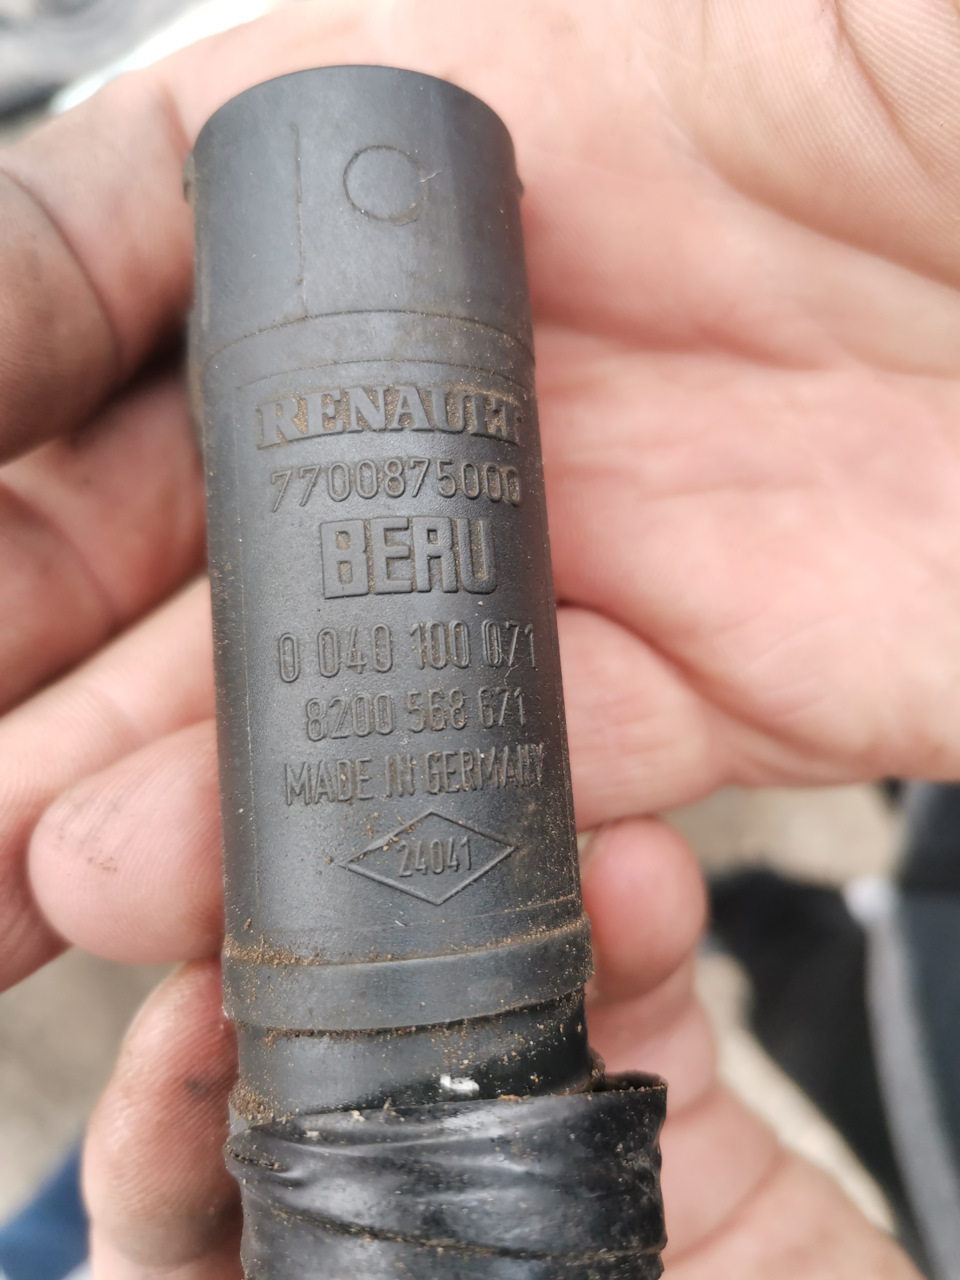 RENAULT
7700875000
BERU
0 040 100 071
8200 568 671
MADE IN GERMANY
24041